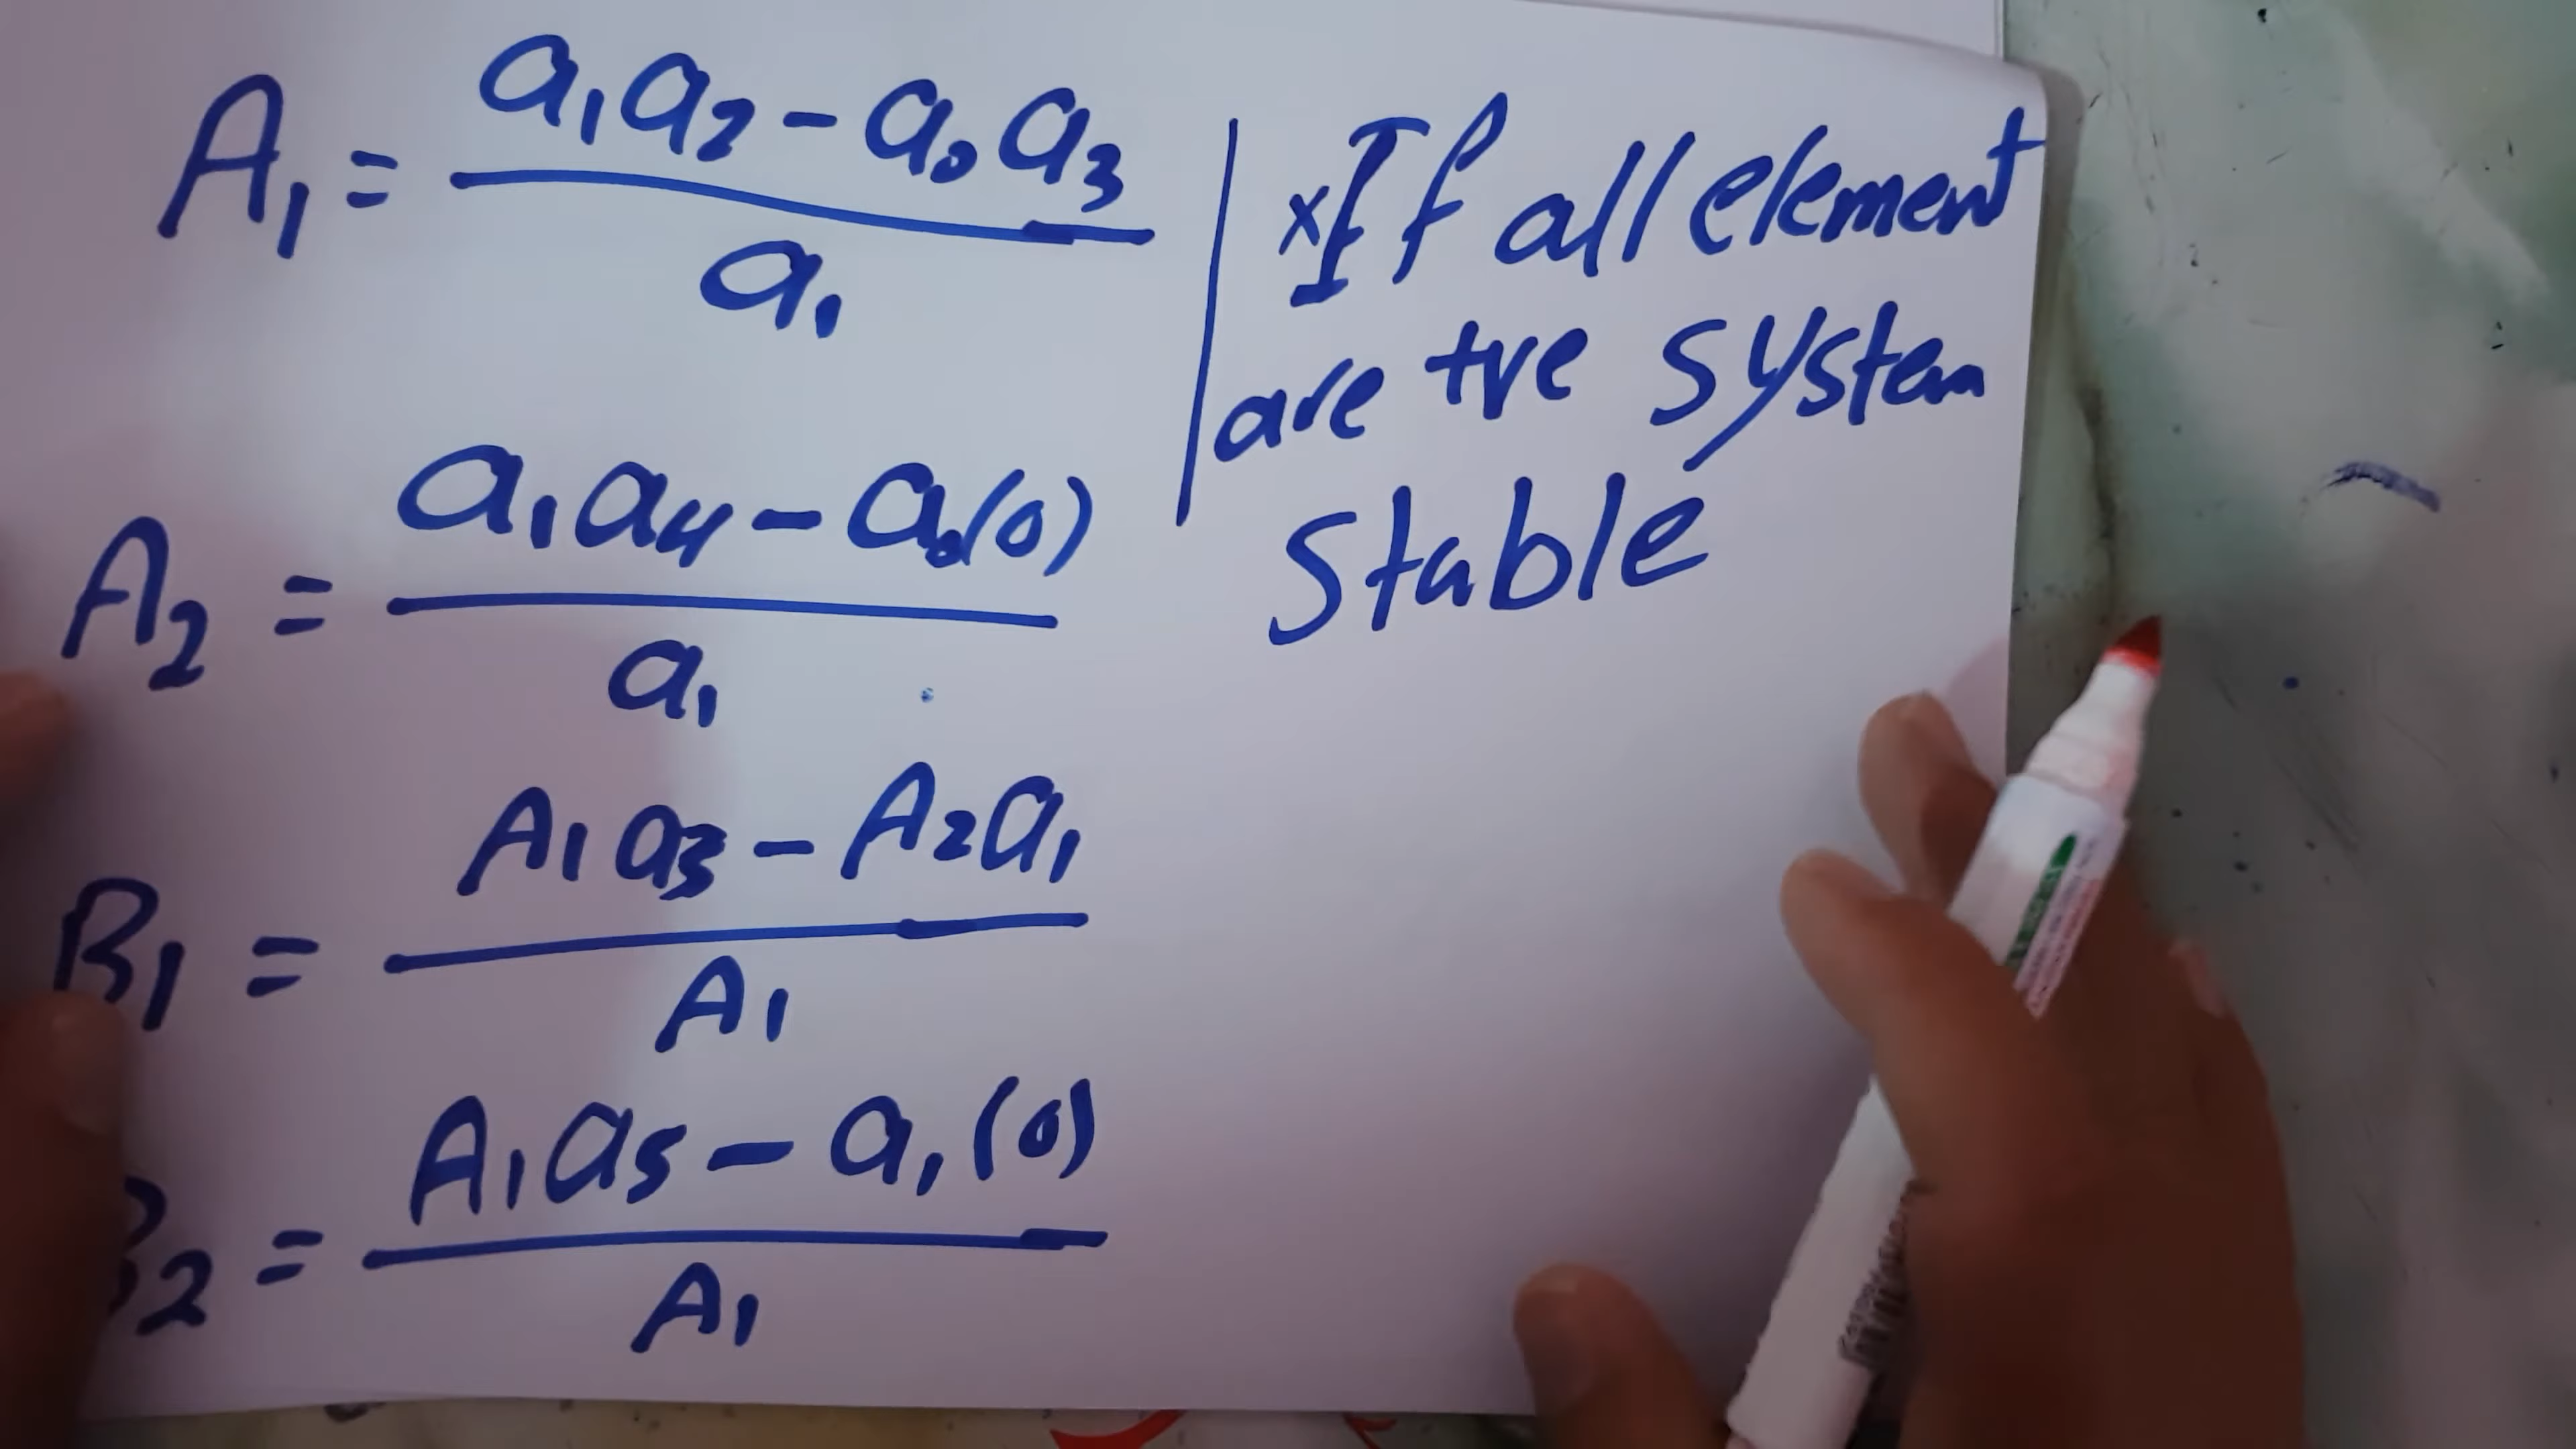 A₁ = (a₁a₂ - a₀a₃) / a₁
A₂ = (a₁a₄ - a₀(0)) / a₁
B₁ = (A₁a₃ - A₂a₁) / A₁
B₂ = (A₁a₅ - a₁(0)) / A₁
×If all element
are +ve system
Stable